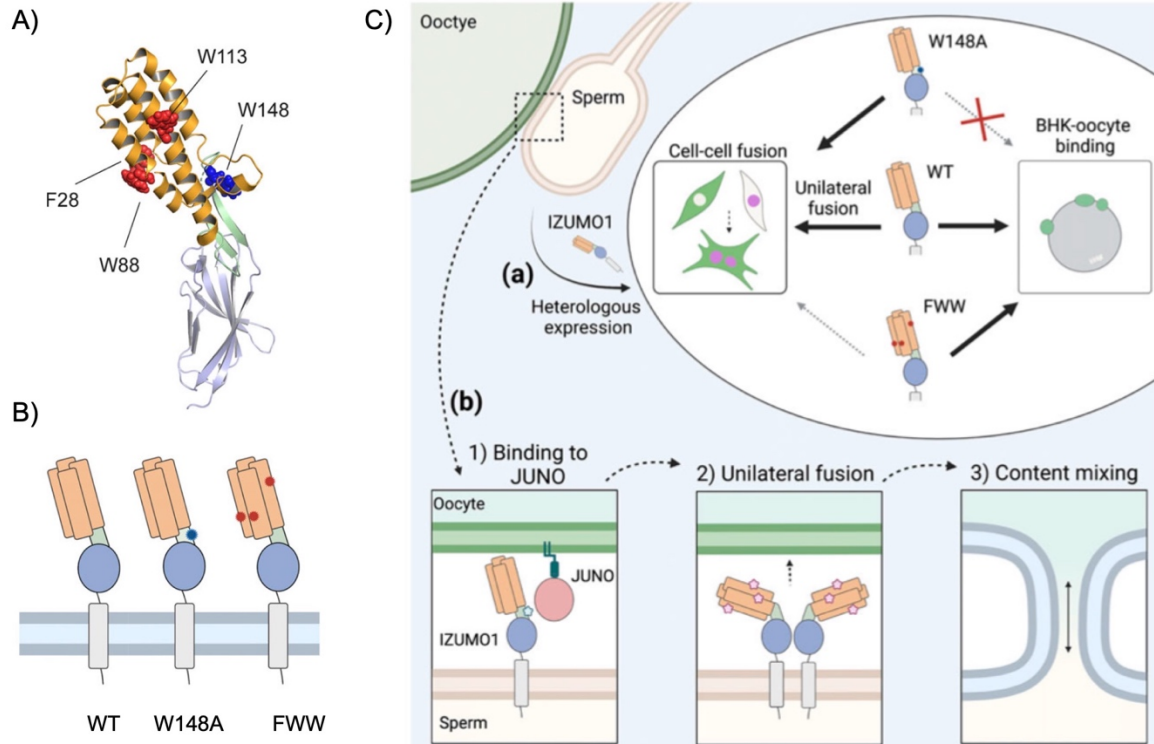 A)
W113
W148
F28
W88
B)
WT
W148A
FWW
C)
Ooctye
Sperm
IZUMO1
(a)
Heterologous
expression
W148A
Cell-cell fusion
BHK-oocyte
binding
WT
Unilateral
fusion
FWW
(b)
1) Binding to
JUNO
2) Unilateral fusion
3) Content mixing
Oocyte
JUNO
IZUMO1
Sperm